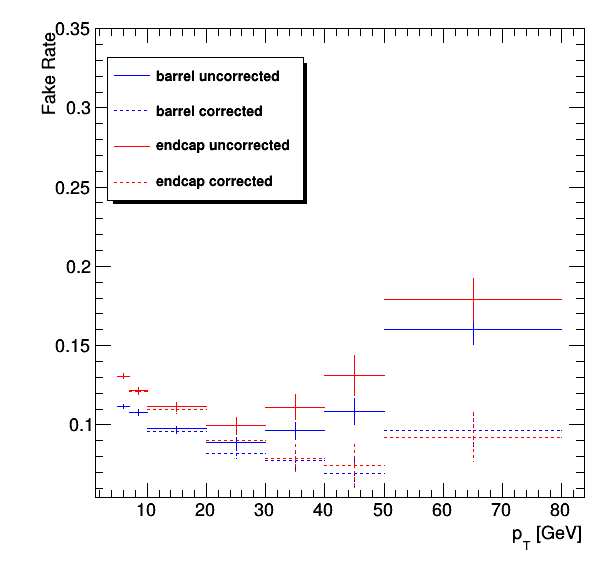 0.35
Fake Rate
barrel uncorrected
barrel corrected
endcap uncorrected
endcap corrected
0.3
0.25
0.2
0.15
0.1
10 20 30 40 50 60 70 80
p_T [GeV]